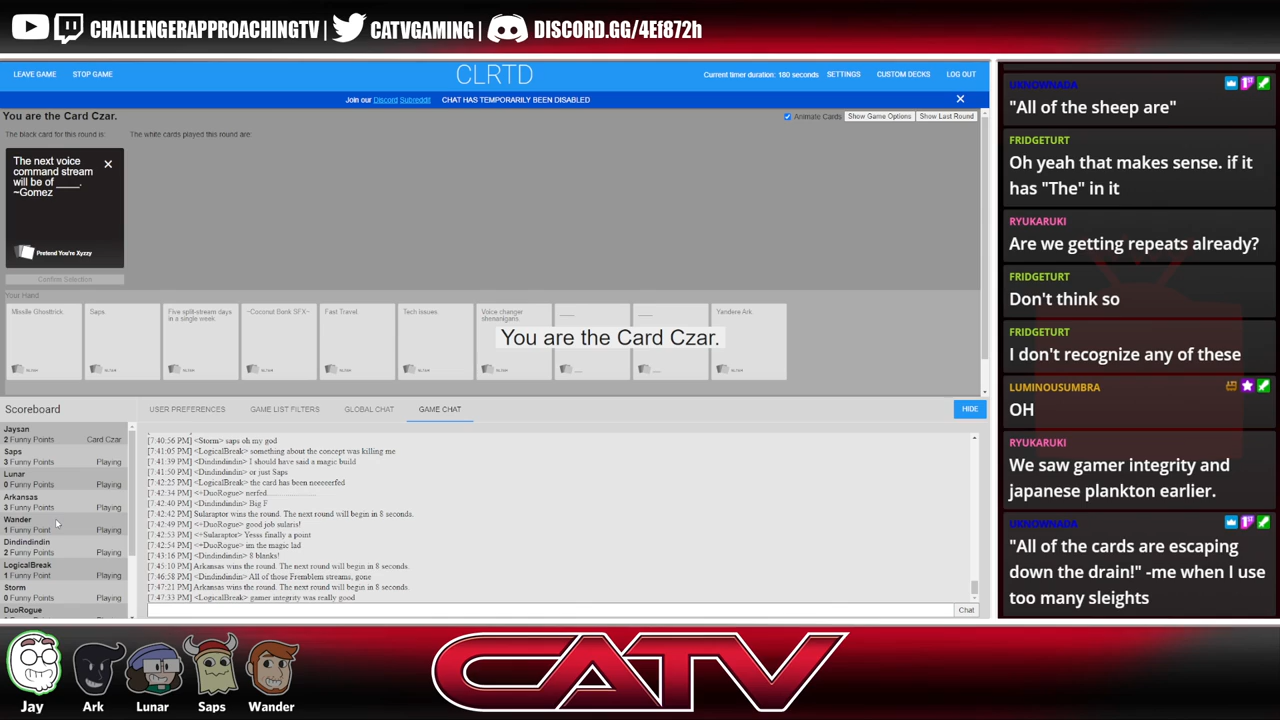 CHALLENGERAPPROACHINGTV | CATVGAMING | DISCORD.GG/4Ef872h
LEAVE GAME STOP GAME CLRTD Current timer duration: 180 seconds SETTINGS CUSTOM DECKS LOG OUT
Join our Discord Subreddit CHAT HAS TEMPORARILY BEEN DISABLED
You are the Card Czar.
Animate Cards Show Game Options Show Last Round
The black card for this round is: The white cards played this round are:
The next voice
command stream
will be of ____.
~Gomez
Pretend You're Xyzzy
Confirm Selection
Your Hand
Missile Ghosttrick
Saps
Five split-stream days
in a single week.
~Coconut Bonk SFX~
Fast Travel
Tech Issues
Voice changer
shenanigans.
____
____
Yandere Ark
You are the Card Czar.
Scoreboard
USER PREFERENCES GAME LIST FILTERS GLOBAL CHAT GAME CHAT HIDE
Jaysan
2 Funny Points Card Czar
Saps
3 Funny Points Playing
Lunar
0 Funny Points Playing
Arkansas
3 Funny Points Playing
Wander
1 Funny Point Playing
Dindindindin
2 Funny Points Playing
LogicalBreak
1 Funny Point Playing
Storm
0 Funny Points Playing
DuoRogue
[7:40:56 PM] <Storm> saps oh my god
[7:41:05 PM] <LogicalBreak> something about the concept was killing me
[7:41:39 PM] <Dindindindin> I should have said a magic build
[7:41:50 PM] <Dindindindin> or just Saps
[7:42:25 PM] <LogicalBreak> the card has been neeeerfed
[7:42:34 PM] <+DuoRogue> nerfed....................
[7:42:40 PM] <Dindindindin> Big F
[7:42:42 PM] Sularaptor wins the round. The next round will begin in 8 seconds.
[7:42:49 PM] <+DuoRogue> good job sularis!
[7:42:53 PM] <+Sularaptor> Yesss finally a point
[7:42:54 PM] <+DuoRogue> im the magic lad
[7:43:16 PM] <Dindindindin> 8 blanks!
[7:45:10 PM] Arkansas wins the round. The next round will begin in 8 seconds.
[7:46:58 PM] <Dindindindin> All of those Fremblem streams, gone
[7:47:21 PM] Arkansas wins the round. The next round will begin in 8 seconds.
[7:47:33 PM] <LogicalBreak> gamer integrity was really good
Chat
UKNOWNADA
"All of the sheep are"
FRIDGETURT
Oh yeah that makes sense. if it
has "The" in it
RYUKARUKI
Are we getting repeats already?
FRIDGETURT
Don't think so
FRIDGETURT
I don't recognize any of these
LUMINOUSUMBRA
OH
RYUKARUKI
We saw gamer integrity and
japanese plankton earlier.
UKNOWNADA
"All of the cards are escaping
down the drain!" -me when I use
too many sleights
Jay Ark Lunar Saps Wander
CATV